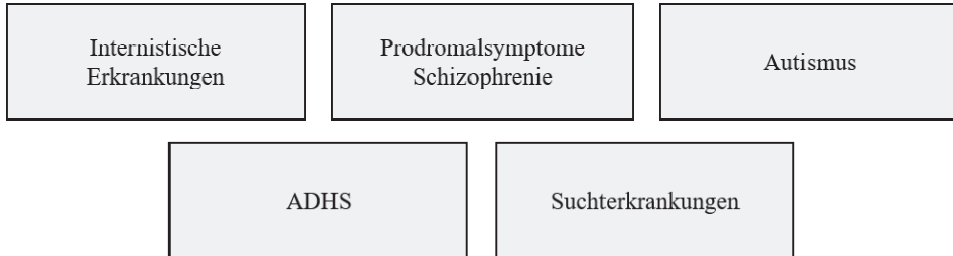 Internistische
Erkrankungen
Prodromalsymptome
Schizophrenie
Autismus
ADHS
Suchterkrankungen